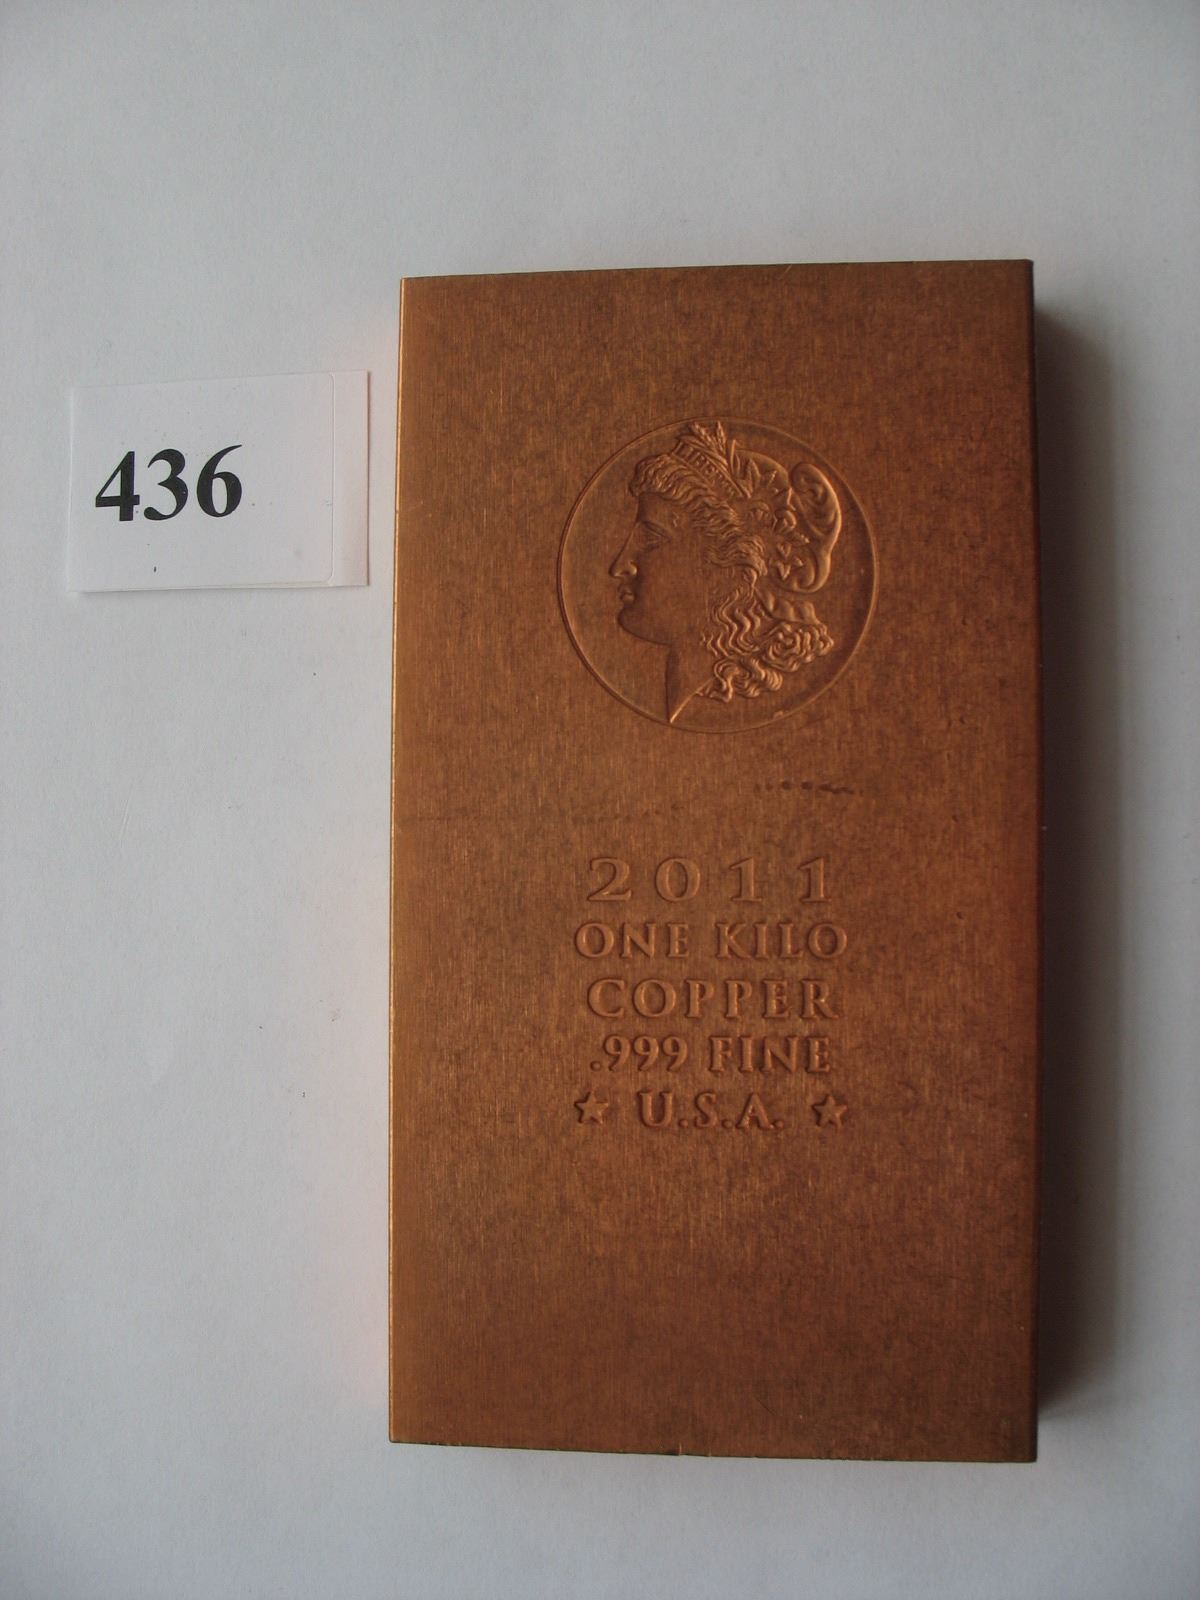 436
LIBERTY
2011
ONE KILO
COPPER
.999 FINE
★ U.S.A. ★